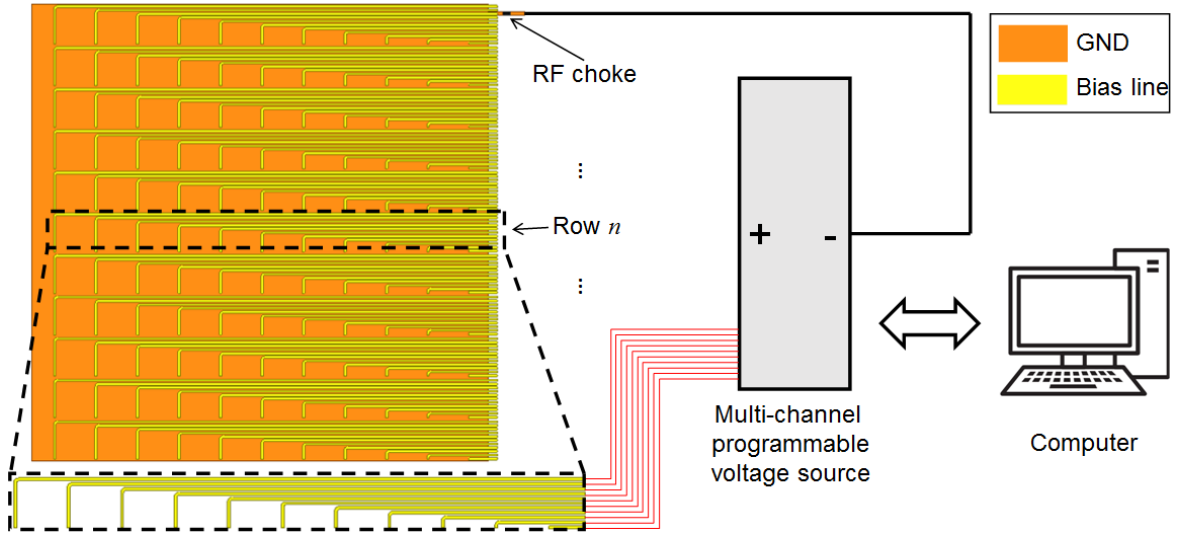 GND
RF choke
Bias line
⋮
Row n
⋮
+ -
Multi-channel
programmable
voltage source
Computer